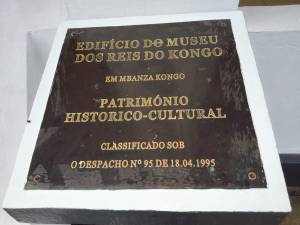 EDIFÍCIO DO MUSEU
DOS REIS DO KONGO
EM MBANZA KONGO
PATRIMÓNIO
HISTORICO-CULTURAL
CLASSIFICADO SOB
O DESPACHO Nº 95 DE 18.04.1995